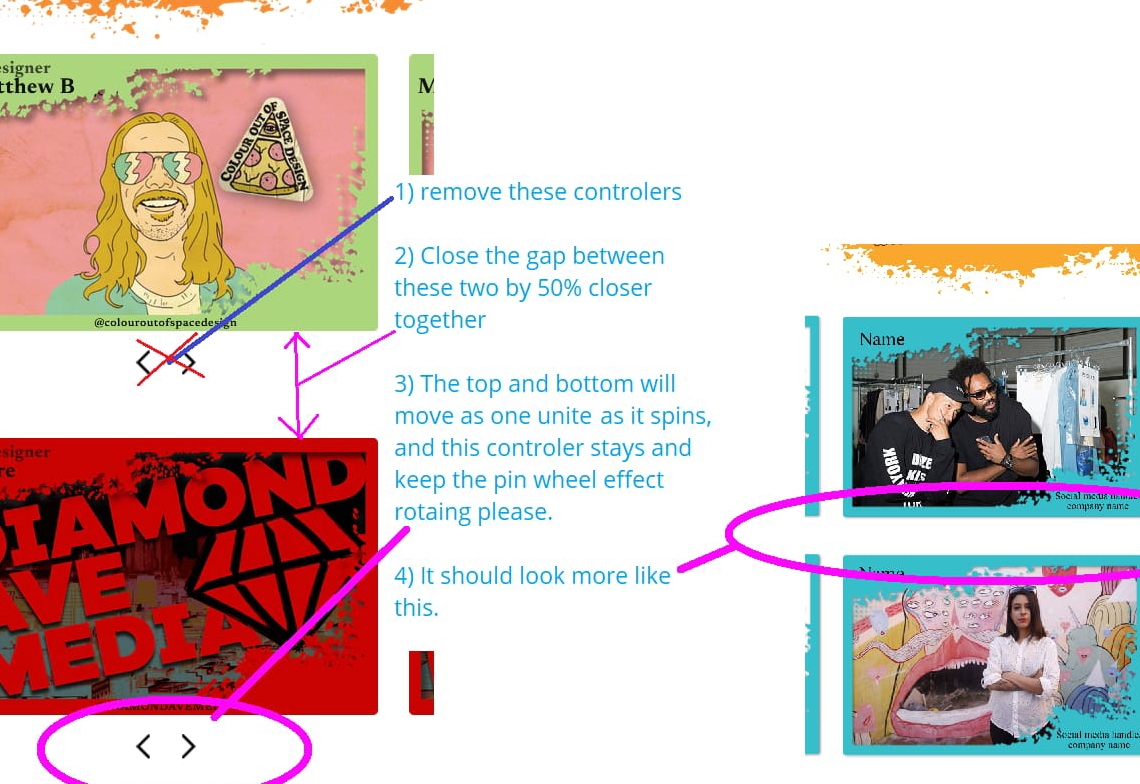 esigner
tthew B
COLOUR OUT OF
SPACE DESIGN
@colouroutofspacedesign
1) remove these controlers
2) Close the gap between
these two by 50% closer
together
3) The top and bottom will
move as one unite as it spins,
and this controler stays and
keep the pin wheel effect
rotaing please.
4) It should look more like
this.
esigner
re
DIAMOND
AVE
MEDIA
Name
Social media
company name
Name
Social media handle
company name